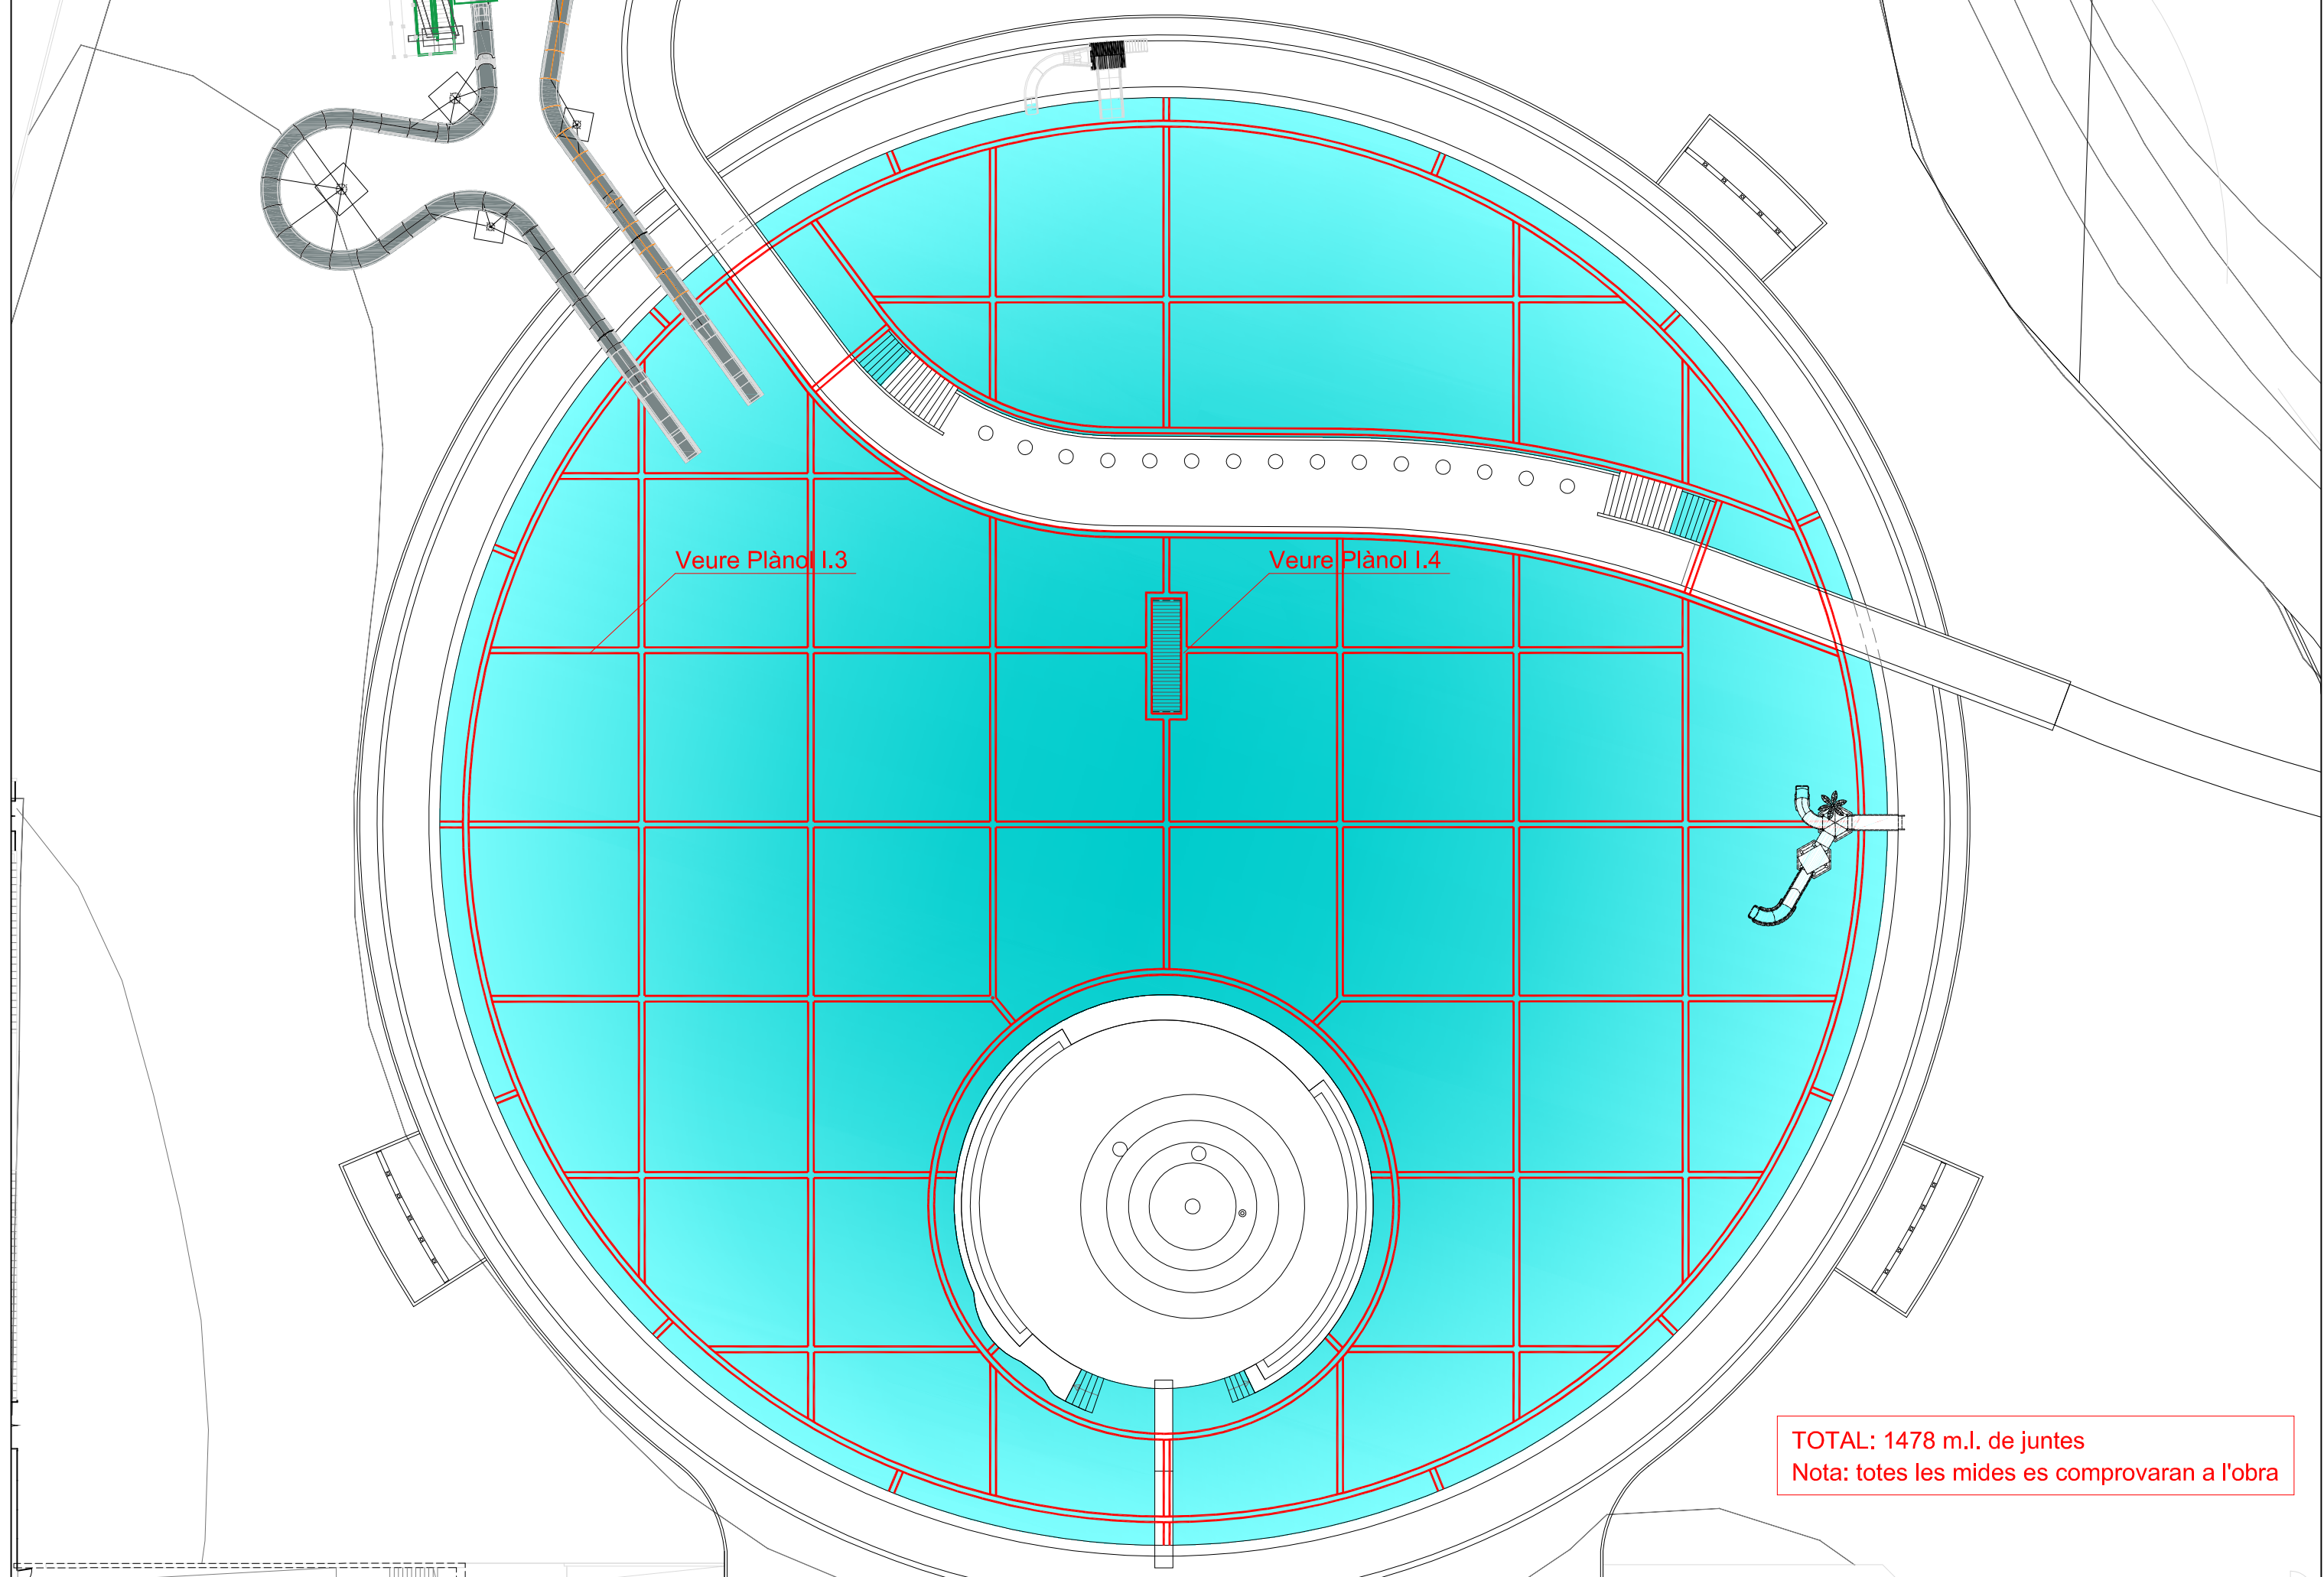 Veure Plànol I.3
Veure Plànol I.4
TOTAL: 1478 m.l. de juntes
Nota: totes les mides es comprovaran a l'obra